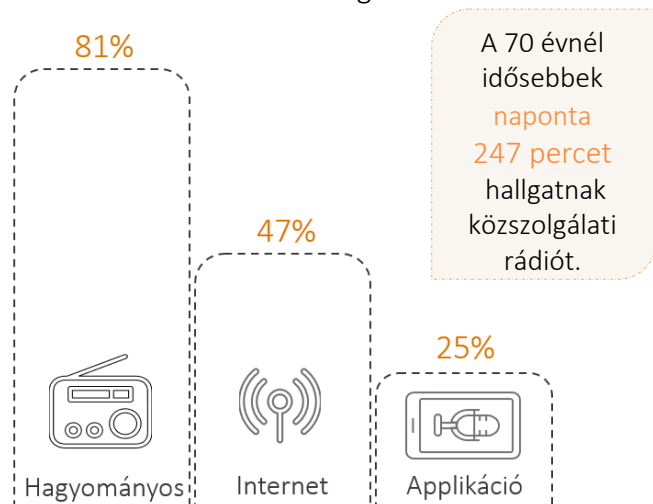 81%
47%
25%
Hagyományos
Internet
Applikáció
A 70 évnél
idősebbek
naponta
247 percet
hallgatnak
közszolgálati
rádiót.